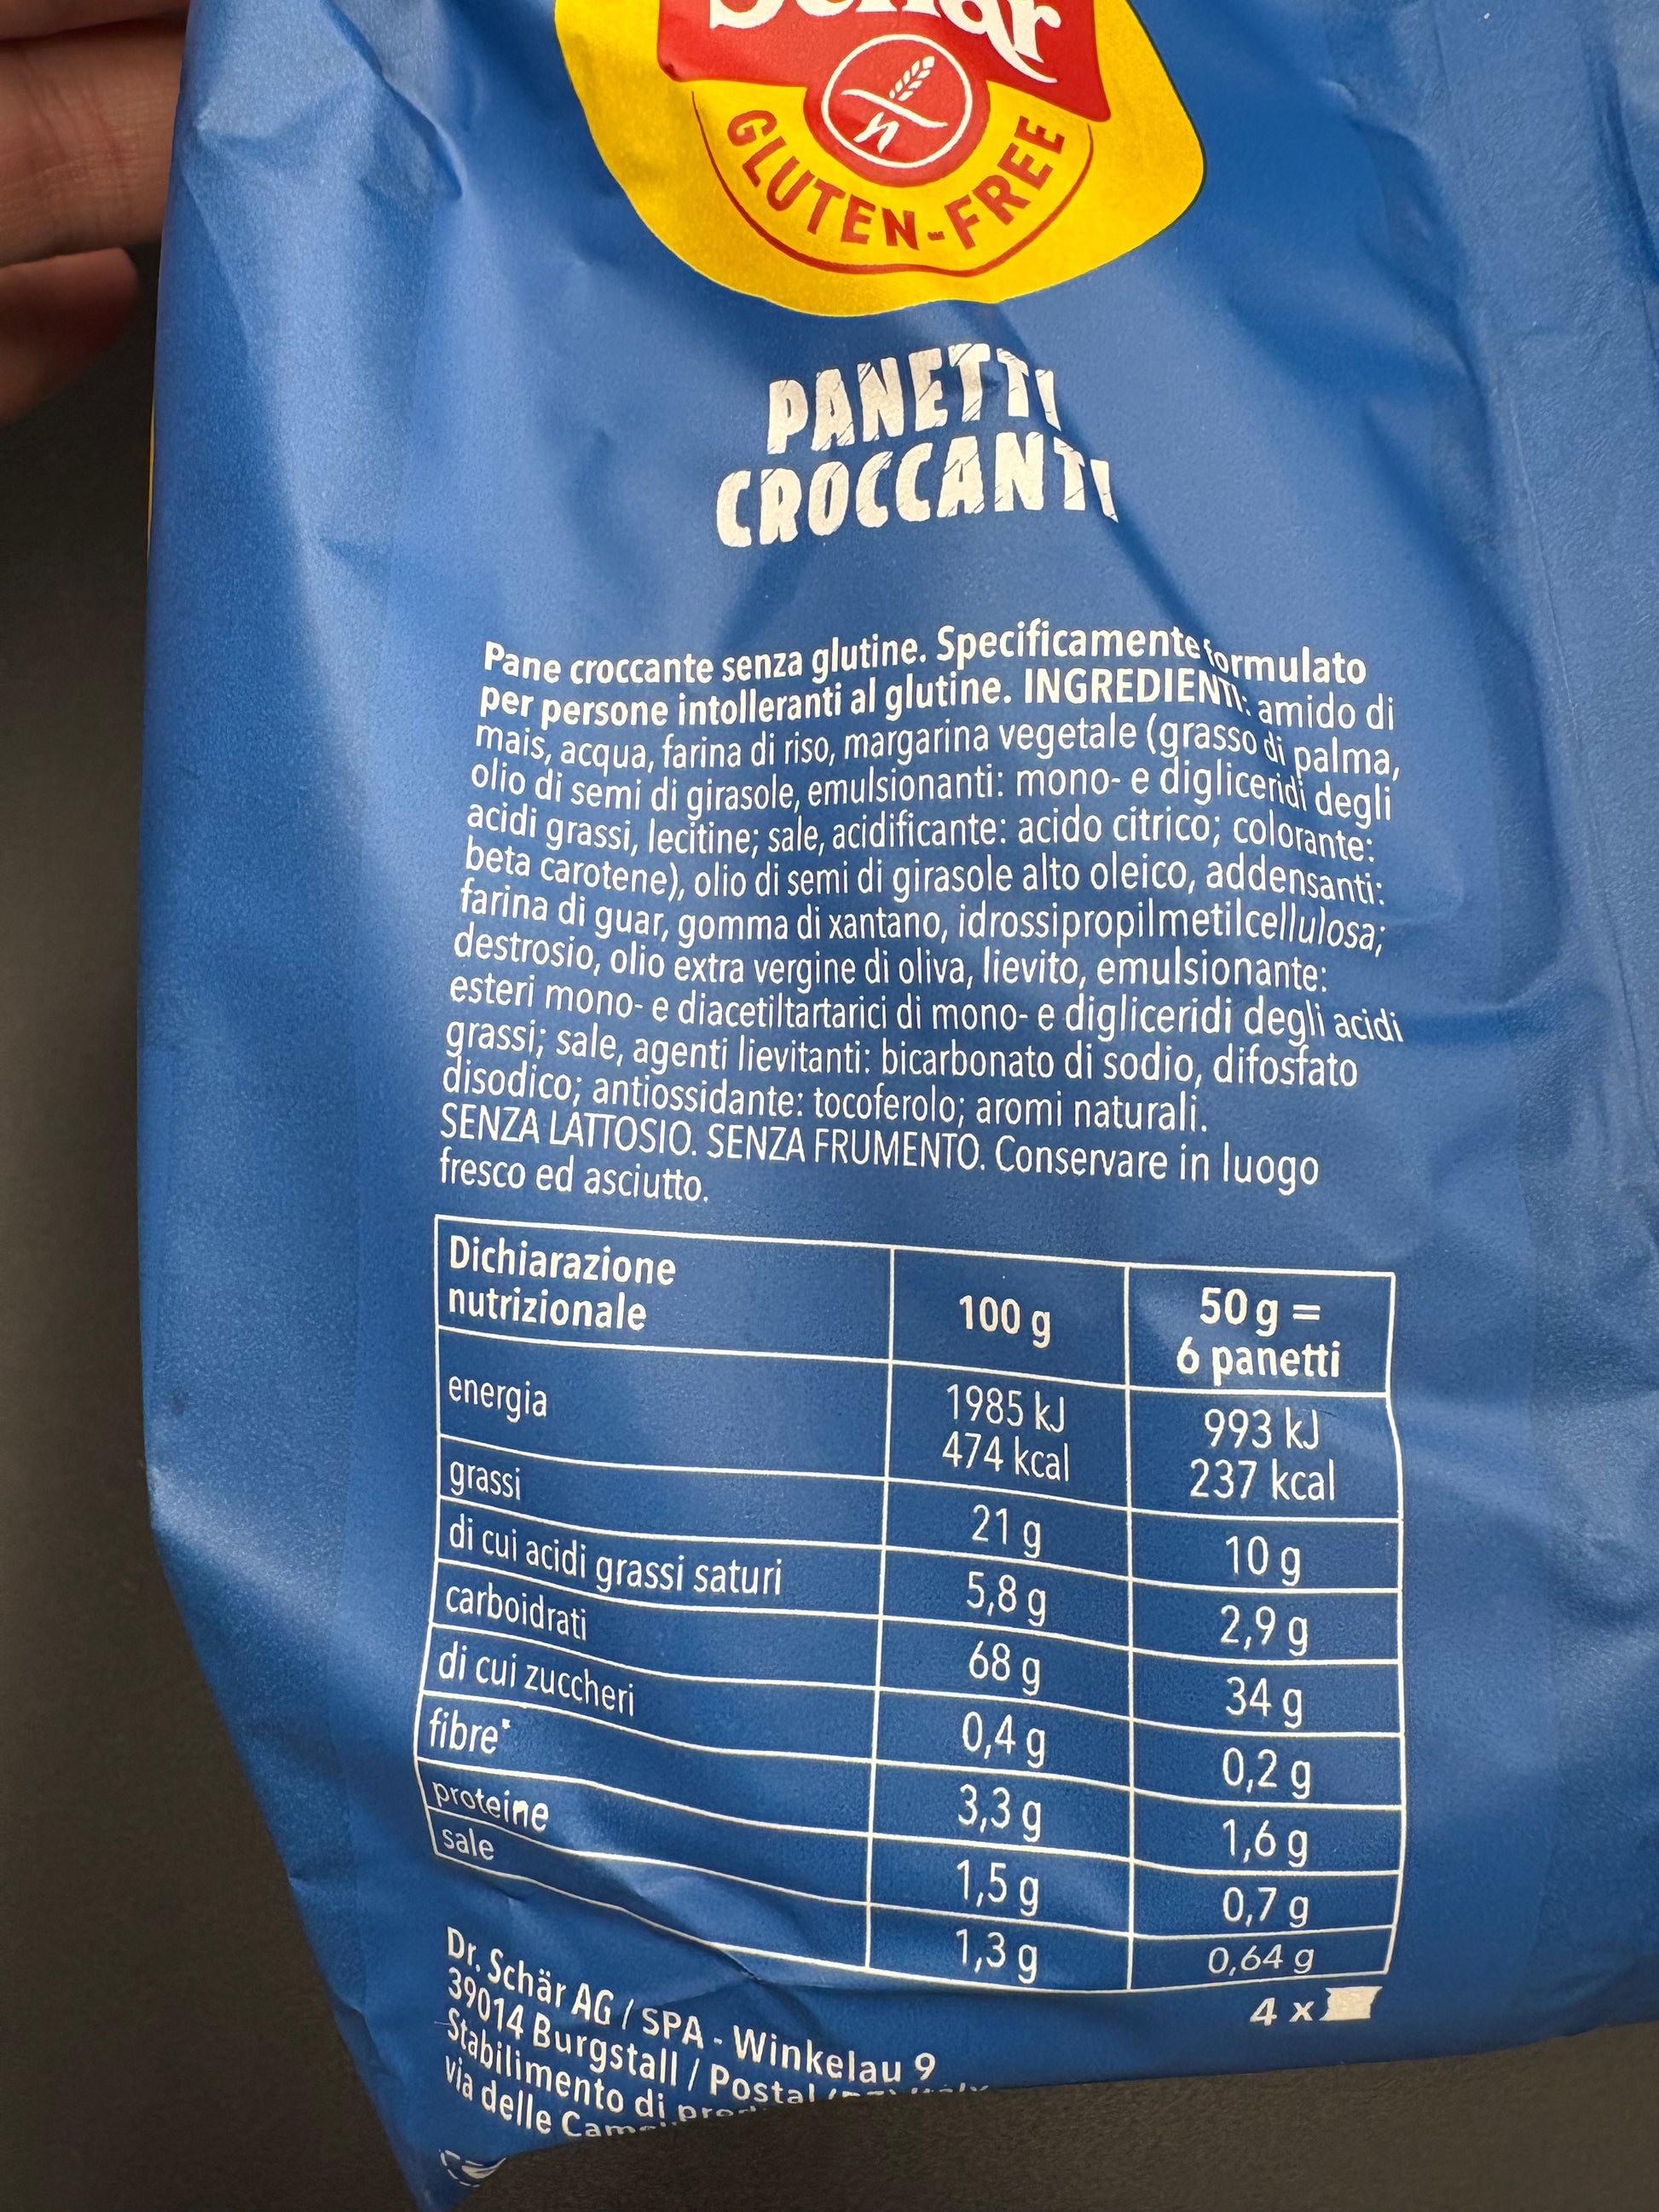 Schär
GLUTEN-FREE
PANETTI
CROCCANTI
Pane croccante senza glutine. Specificamente formulato
per persone intolleranti al glutine. INGREDIENTI: amido di
mais, acqua, farina di riso, margarina vegetale (grasso di palma,
olio di semi di girasole, emulsionanti: mono- e digliceridi degli
acidi grassi, lecitine; sale, acidificante: acido citrico; colorante:
beta carotene), olio di semi di girasole alto oleico, addensanti:
farina di guar, gomma di xantano, idrossipropilmetilcellulosa;
destrosio, olio extra vergine di oliva, lievito, emulsionante:
esteri mono- e diacetiltartarici di mono- e digliceridi degli acidi
grassi; sale, agenti lievitanti: bicarbonato di sodio, difosfato
disodico; antiossidante: tocoferolo; aromi naturali.
SENZA LATTOSIO. SENZA FRUMENTO. Conservare in luogo
fresco ed asciutto.
Dichiarazione
nutrizionale 100 g 50 g =
6 panetti
energia 1985 kJ 993 kJ
474 kcal 237 kcal
grassi 21 g 10 g
di cui acidi grassi saturi 5,8 g 2,9 g
carboidrati 68 g 34 g
di cui zuccheri 0,4 g 0,2 g
fibre* 3,3 g 1,6 g
proteine 1,5 g 0,7 g
sale 1,3 g 0,64 g
4 x
Dr. Schär AG / SPA - Winkelau 9
39014 Burgstall / Postal
Stabilimento di
via delle